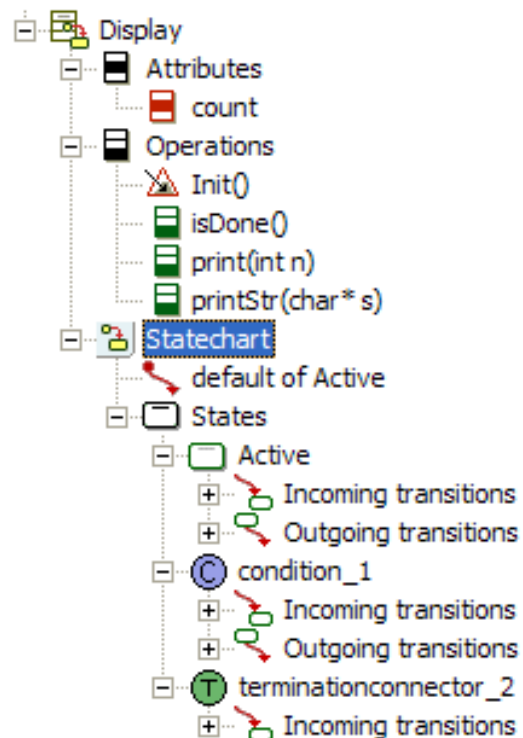 Display
Attributes
count
Operations
Init()
isDone()
print(int n)
printStr(char* s)
Statechart
default of Active
States
Active
Incoming transitions
Outgoing transitions
C condition_1
Incoming transitions
Outgoing transitions
T terminationconnector_2
Incoming transitions